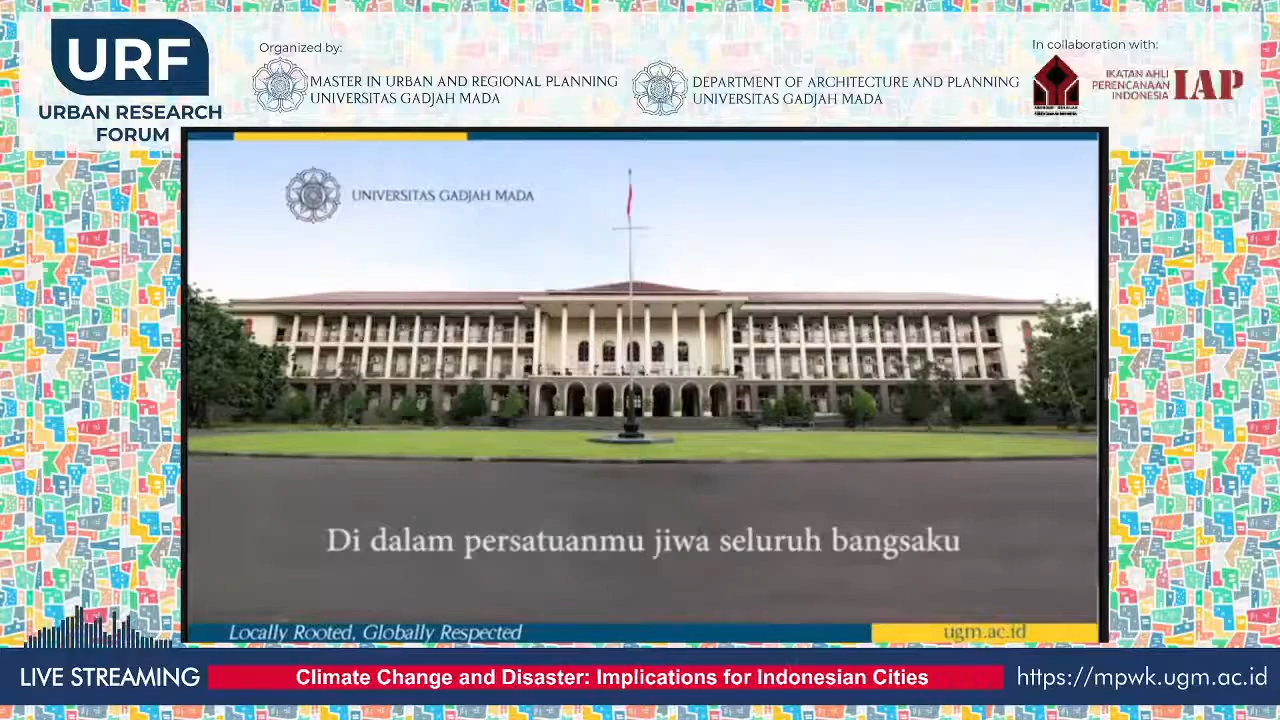 URF
URBAN RESEARCH
FORUM
Organized by:
MASTER IN URBAN AND REGIONAL PLANNING
UNIVERSITAS GADJAH MADA
DEPARTMENT OF ARCHITECTURE AND PLANNING
UNIVERSITAS GADJAH MADA
In collaboration with:
IKATAN AHLI
PERENCANAAN
INDONESIA
IAP
UNIVERSITAS GADJAH MADA
Di dalam persatuanmu jiwa seluruh bangsaku
Locally Rooted, Globally Respected
ugm.ac.id
LIVE STREAMING
Climate Change and Disaster: Implications for Indonesian Cities
https://mpwk.ugm.ac.id